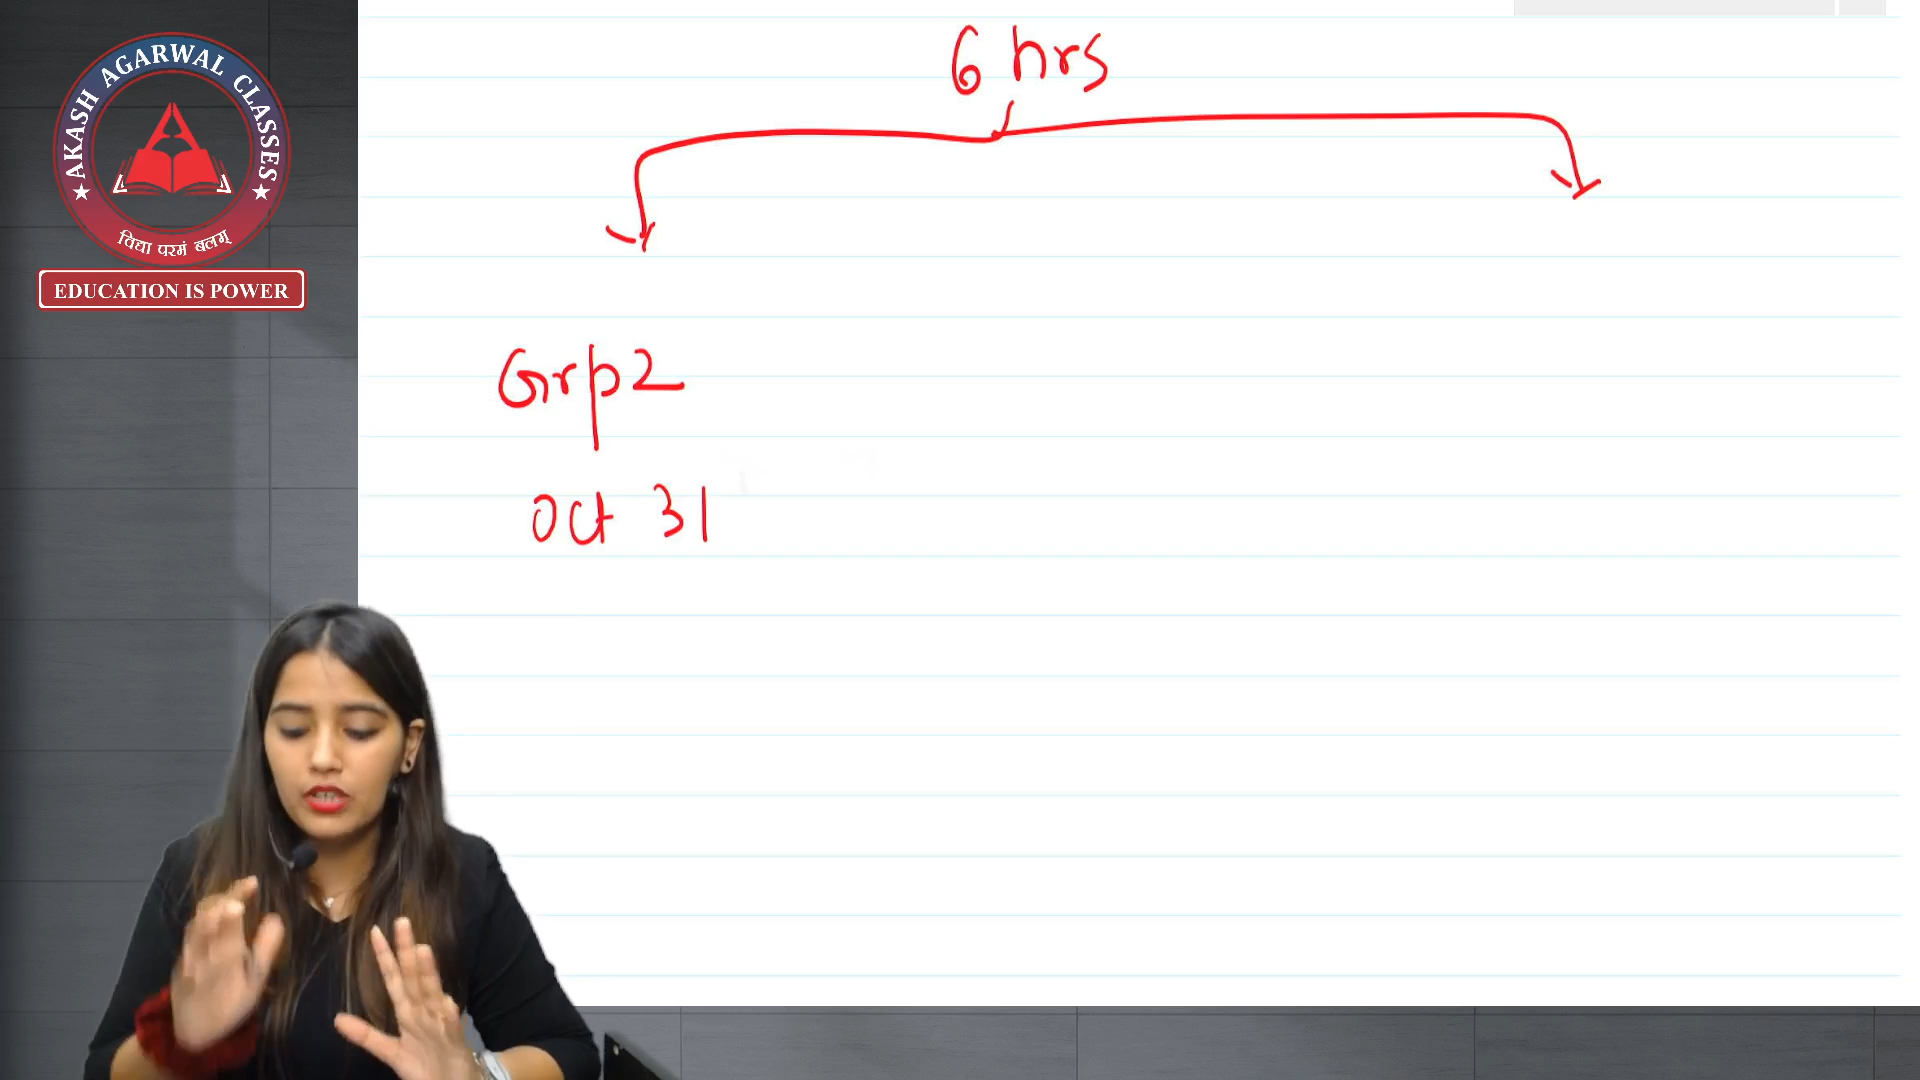 AKASH AGARWAL CLASSES
विद्या परमं बलम्
EDUCATION IS POWER
6 hrs
Grp2
Oct 31